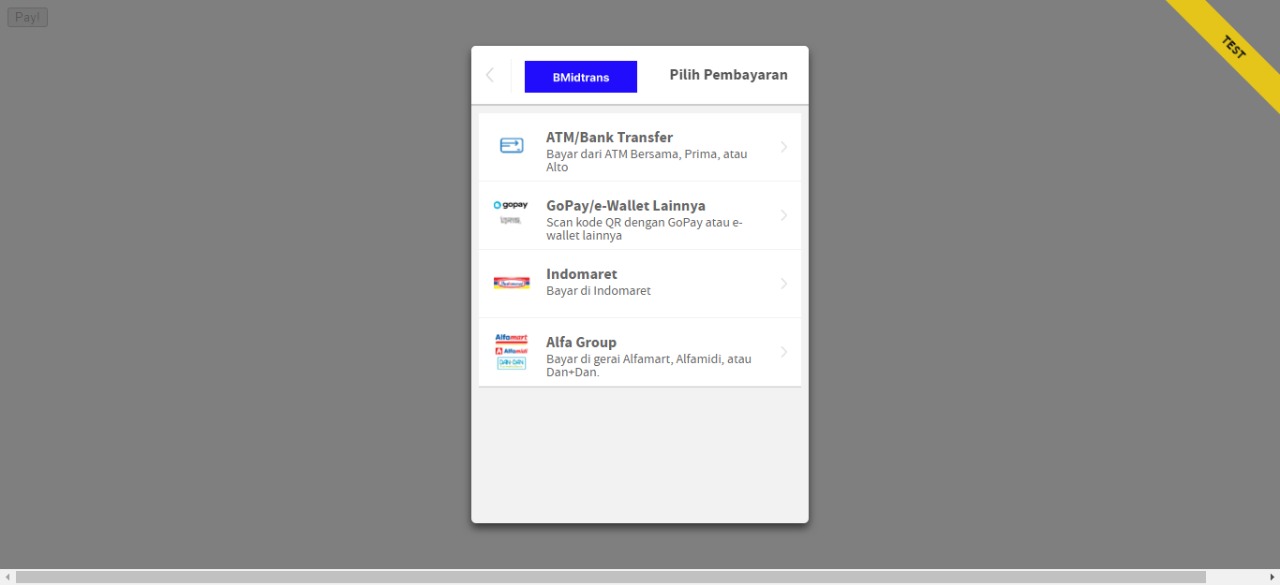 Pay!
TEST
BMidtrans
Pilih Pembayaran
ATM/Bank Transfer
Bayar dari ATM Bersama, Prima, atau
Alto
gopay
GoPay/e-Wallet Lainnya
Scan kode QR dengan GoPay atau e-
wallet lainnya
Indomaret
Bayar di Indomaret
Alfamart
Alfamidi
DAN+DAN
Alfa Group
Bayar di gerai Alfamart, Alfamidi, atau
Dan+Dan.